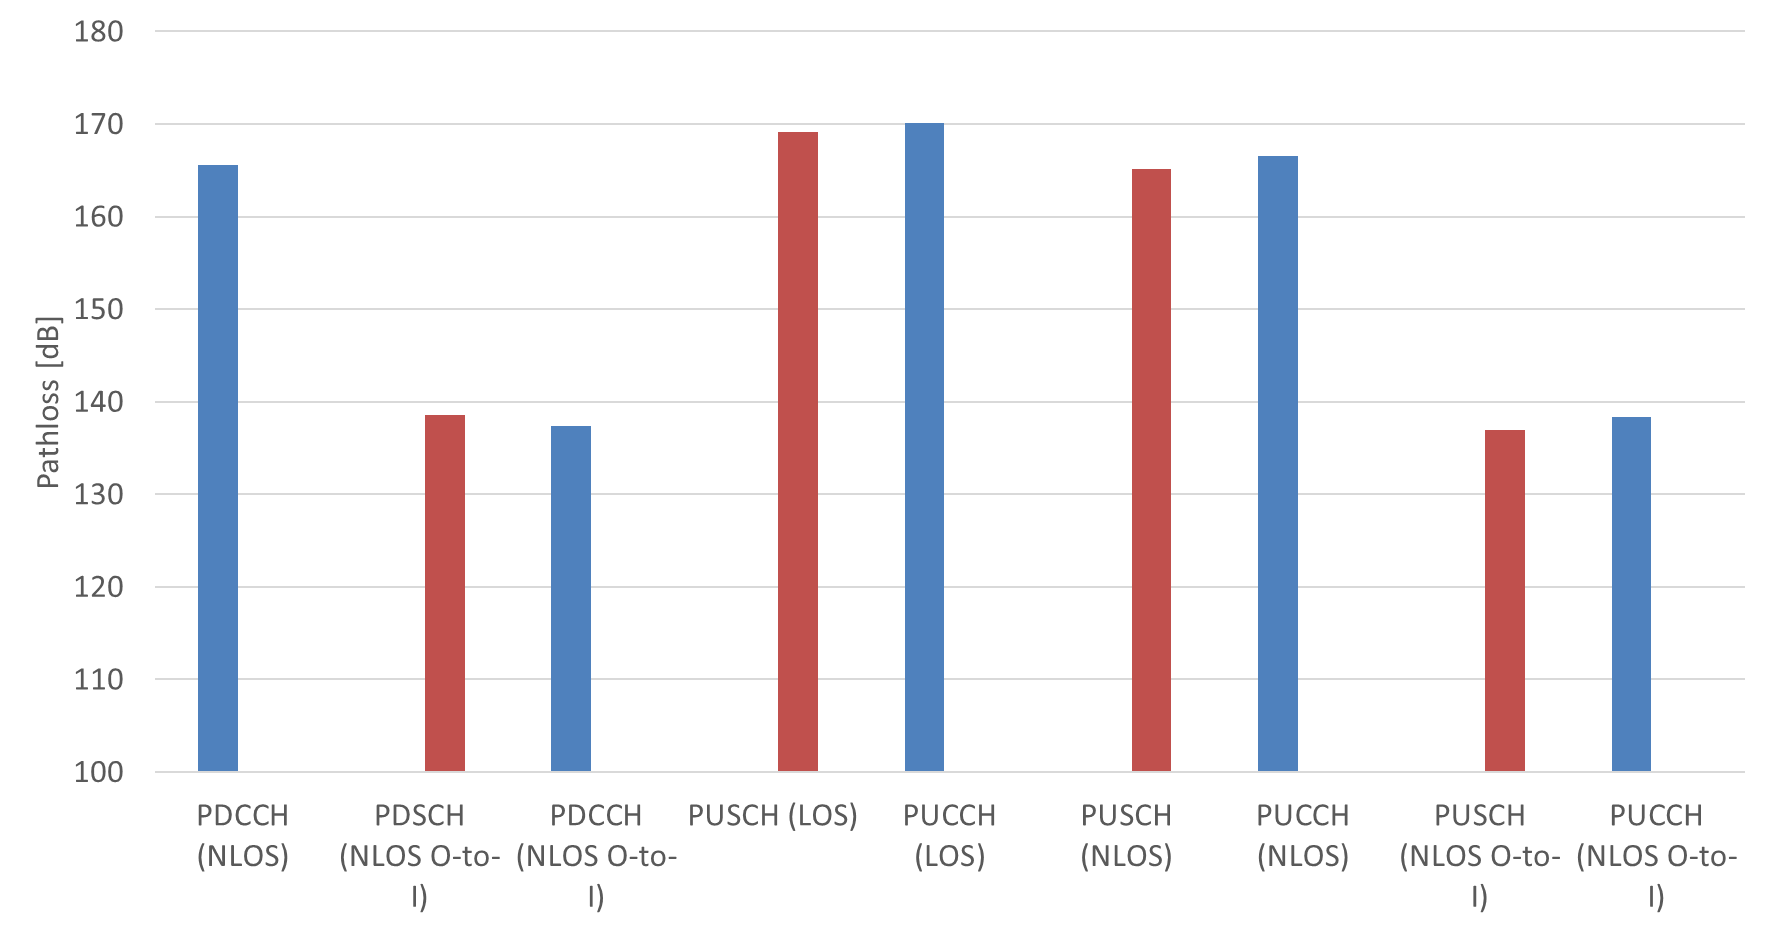 180
170
160
150
140
130
120
110
100
Pathloss [dB]
PDCCH
(NLOS)
PDSCH
(NLOS O-to-
I)
PDCCH
(NLOS O-to-
I)
PUSCH (LOS)
PUCCH
(LOS)
PUSCH
(NLOS)
PUCCH
(NLOS)
PUSCH
(NLOS O-to-
I)
PUCCH
(NLOS O-to-
I)